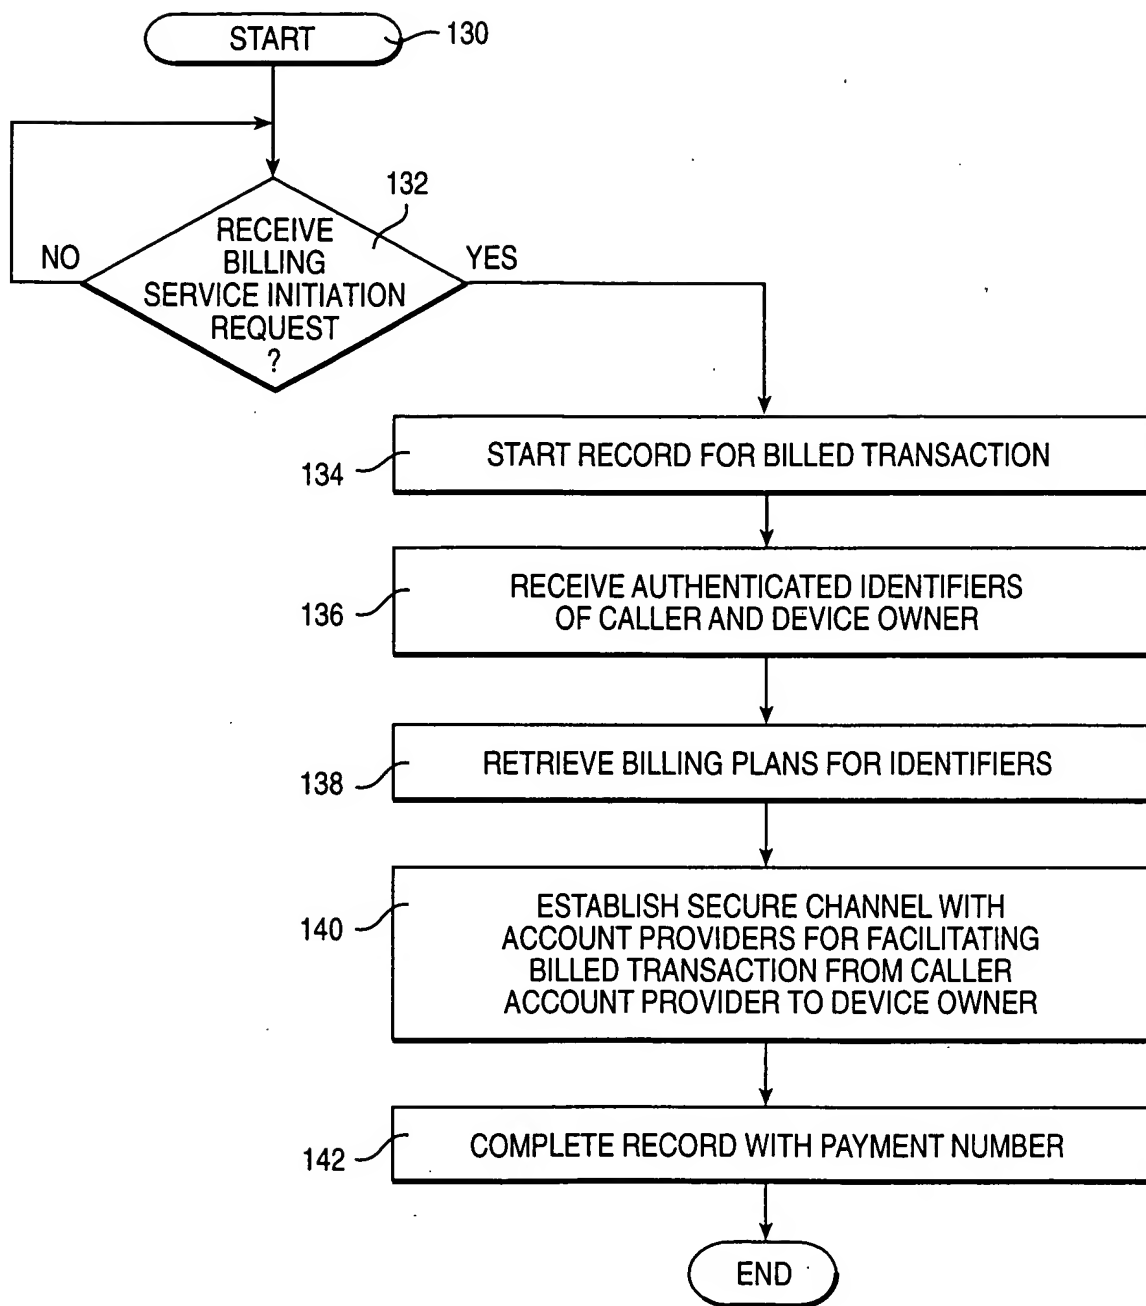 START
130
132
RECEIVE
BILLING
SERVICE INITIATION
REQUEST
?
NO
YES
134
START RECORD FOR BILLED TRANSACTION
136
RECEIVE AUTHENTICATED IDENTIFIERS
OF CALLER AND DEVICE OWNER
138
RETRIEVE BILLING PLANS FOR IDENTIFIERS
140
ESTABLISH SECURE CHANNEL WITH
ACCOUNT PROVIDERS FOR FACILITATING
BILLED TRANSACTION FROM CALLER
ACCOUNT PROVIDER TO DEVICE OWNER
142
COMPLETE RECORD WITH PAYMENT NUMBER
END